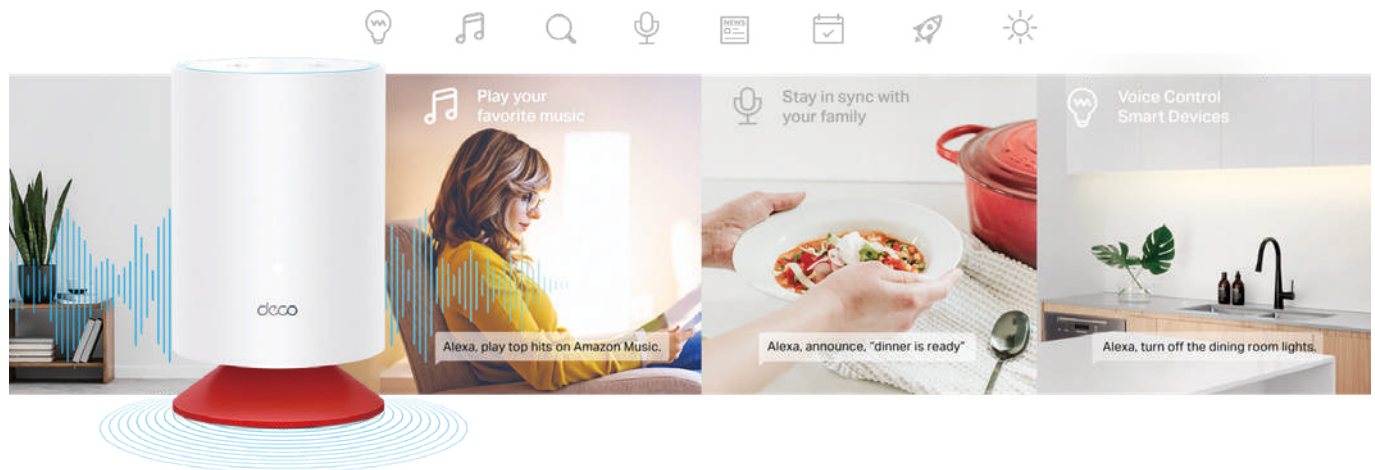 NEWS
Play your
favorite music
Stay in sync with
your family
Voice Control
Smart Devices
deco
Alexa, play top hits on Amazon Music.
Alexa, announce, "dinner is ready"
Alexa, turn off the dining room lights.